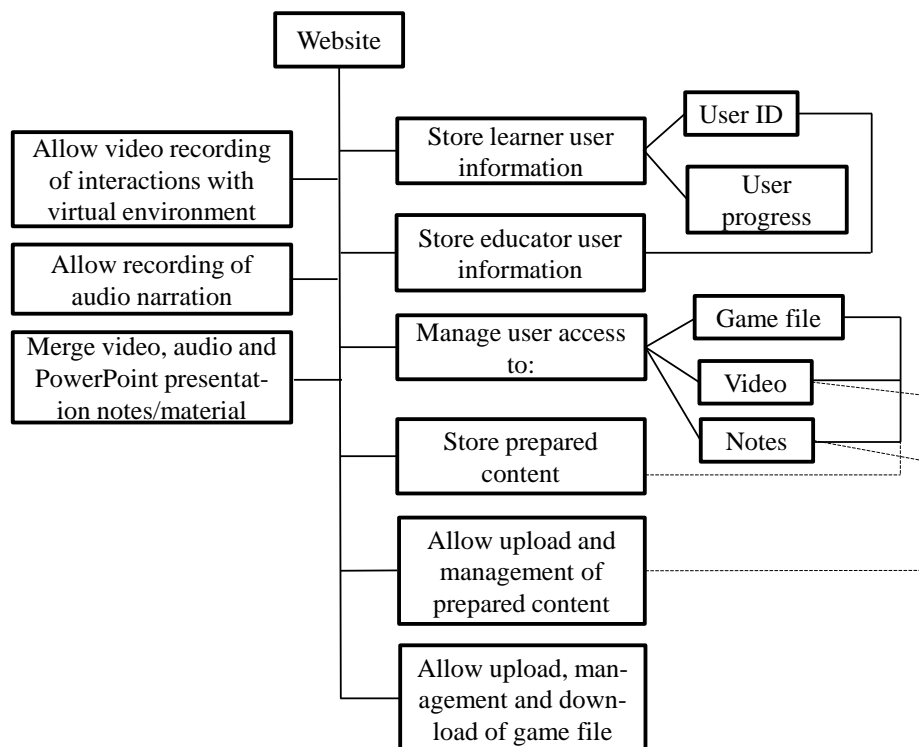 Website
Allow video recording
of interactions with
virtual environment
Allow recording of
audio narration
Merge video, audio and
PowerPoint presentat-
ion notes/material
Store learner user
information
User ID
User
progress
Store educator user
information
Manage user access
to:
Game file
Video
Notes
Store prepared
content
Allow upload and
management of
prepared content
Allow upload, man-
agement and down-
load of game file